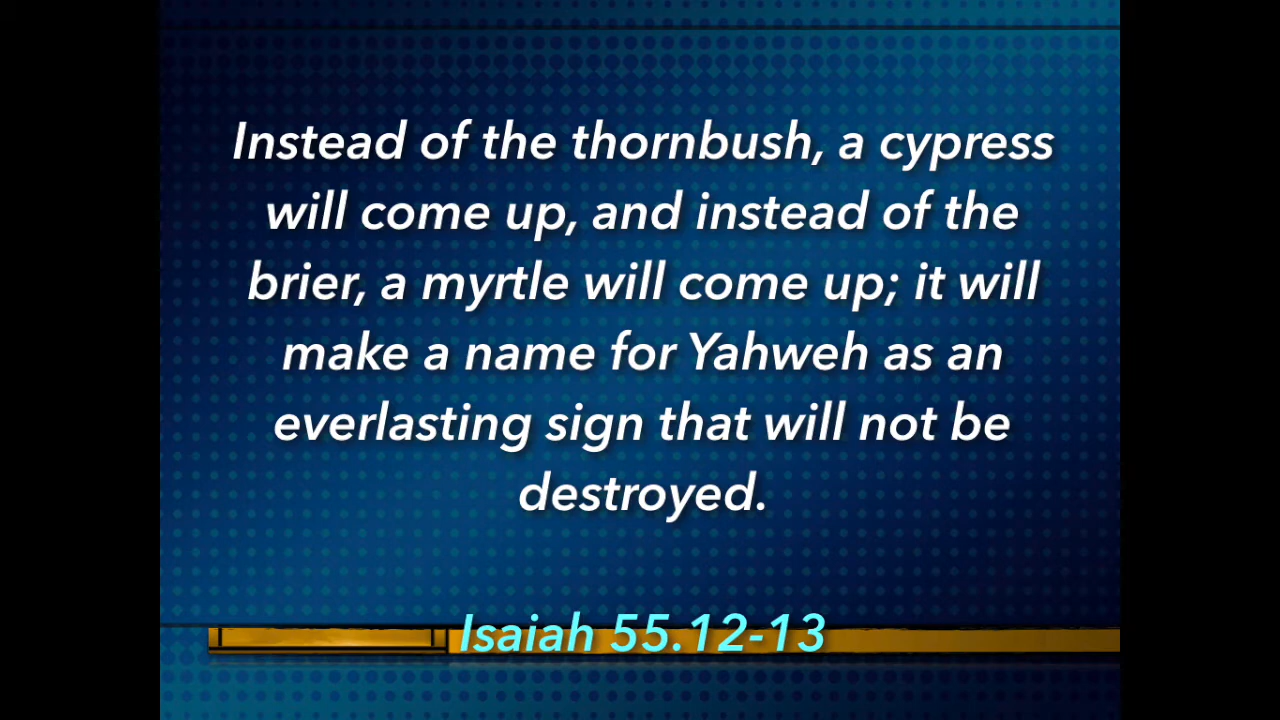 Instead of the thornbush, a cypress
will come up, and instead of the
brier, a myrtle will come up; it will
make a name for Yahweh as an
everlasting sign that will not be
destroyed.
Isaiah 55.12-13